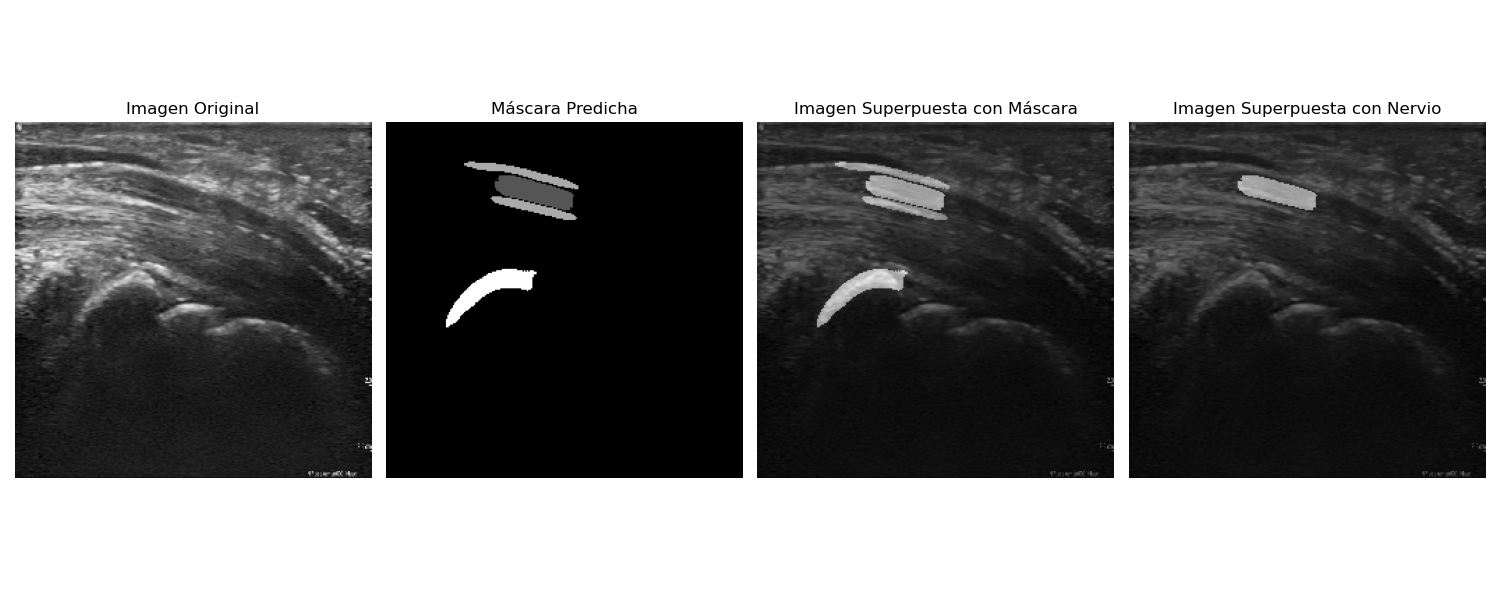 Imagen Original
Máscara Predicha
Imagen Superpuesta con Máscara
Imagen Superpuesta con Nervio